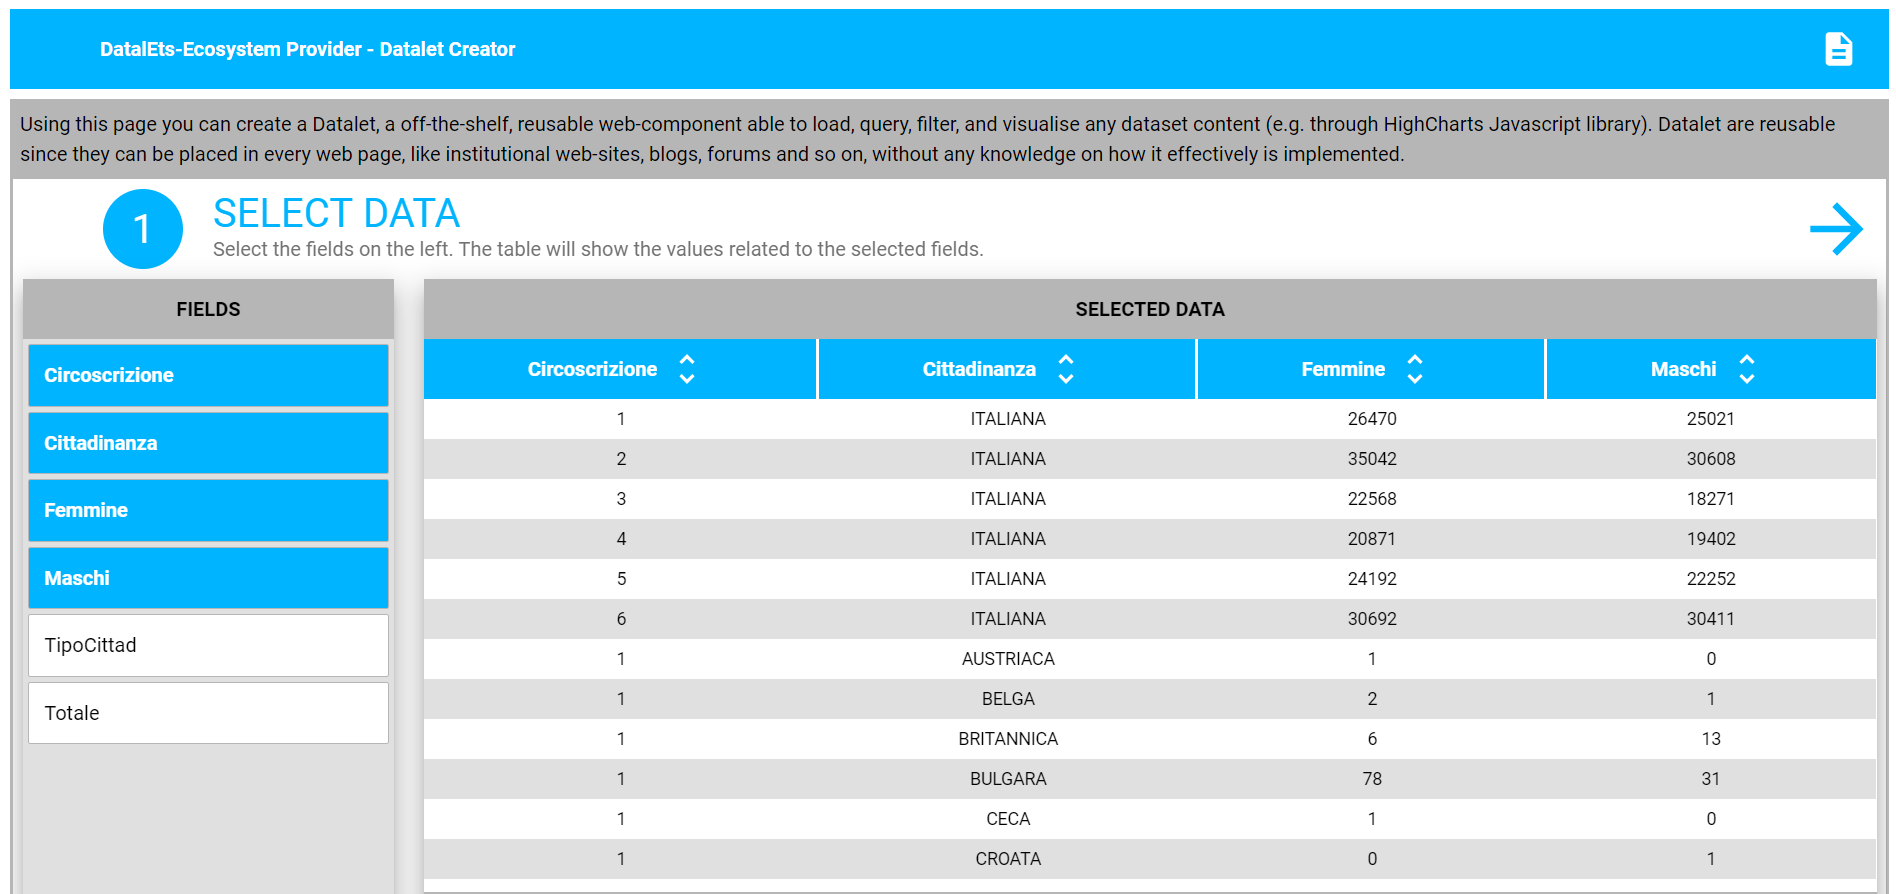 DatalEts-Ecosystem Provider - Datalet Creator
Using this page you can create a Datalet, a off-the-shelf, reusable web-component able to load, query, filter, and visualise any dataset content (e.g. through HighCharts Javascript library). Datalet are reusable
since they can be placed in every web page, like institutional web-sites, blogs, forums and so on, without any knowledge on how it effectively is implemented.
1
SELECT DATA
Select the fields on the left. The table will show the values related to the selected fields.
FIELDS
Circoscrizione
Cittadinanza
Femmine
Maschi
TipoCittad
Totale
SELECTED DATA
Circoscrizione Cittadinanza Femmine Maschi
1 ITALIANA 26470 25021
2 ITALIANA 35042 30608
3 ITALIANA 22568 18271
4 ITALIANA 20871 19402
5 ITALIANA 24192 22252
6 ITALIANA 30692 30411
1 AUSTRIACA 1 0
1 BELGA 2 1
1 BRITANNICA 6 13
1 BULGARA 78 31
1 CECA 1 0
1 CROATA 0 1